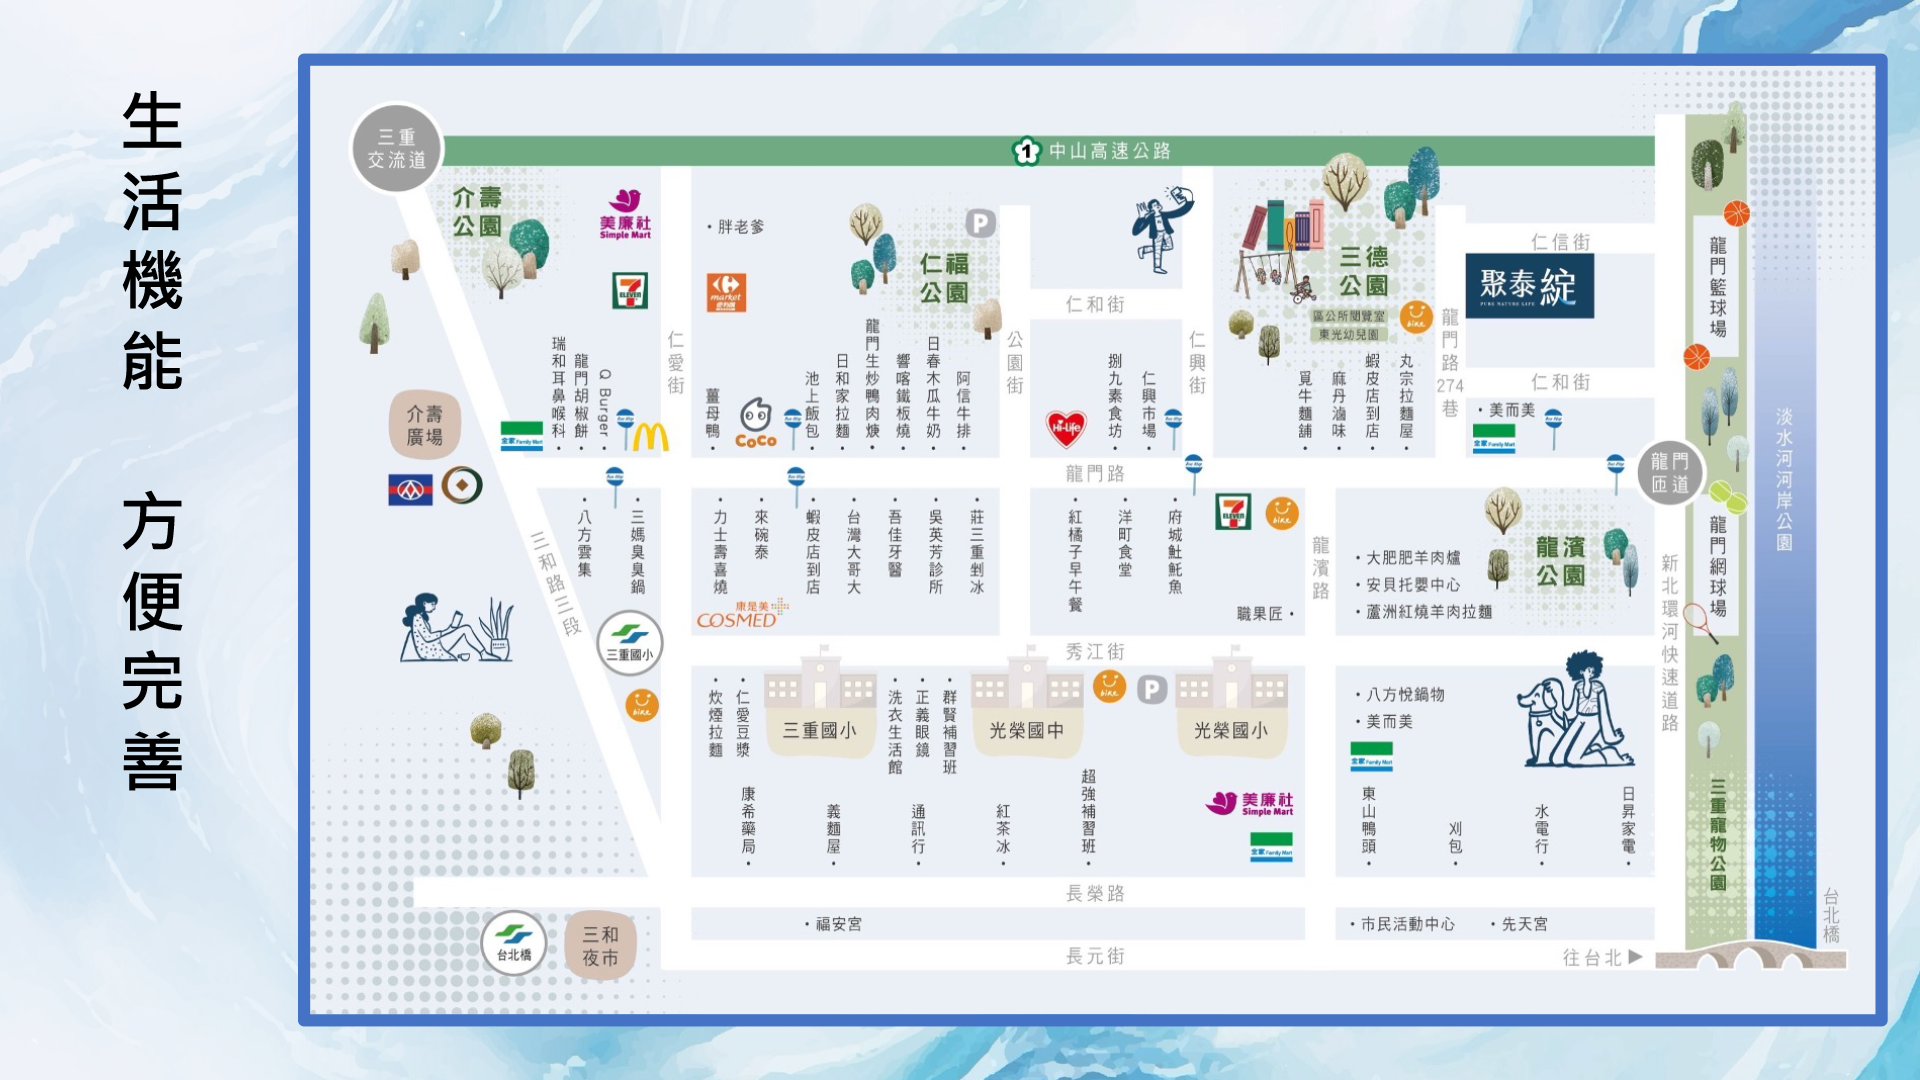 生活機能 方便完善
三重
交流道
1 中山高速公路
介壽
公園
美廉社
Simple Mart
7
ELEVEN
瑞和耳鼻喉科・
龍門胡椒餅・
Q Burger・
全家 FamilyMart
仁愛街
・胖老爹
market
薑母鴨・
CoCo
池上飯包・
日和家拉麵・
龍門生炒鴨肉焿・
響喀鐵板燒・
日春木瓜牛奶・
阿信牛排・
仁福
公園
P
公園街
仁和街
Hi-Life
捌九素食坊・
仁興市場・
仁興街
三德
公園
區公所閱覽室
東光幼兒園
bike
覓牛麵舖・
麻丹滷味・
蝦皮店到店・
丸宗拉麵屋・
龍門路274巷
仁信街
聚泰綻
PURE NATURE LIFE
仁和街
・美而美
全家 FamilyMart
龍門籃球場
淡水河河岸公園
介壽
廣場
龍門路
龍門
匝道
三和路三段
・八方雲集
・三媽臭臭鍋
三重國小
bike
・力士壽喜燒
・來碗泰
・蝦皮店到店
・台灣大哥大
・吾佳牙醫
・吳英芳診所
・莊三重剉冰
康是美
COSMED
・紅橘子早午餐
・洋町食堂
・府城魠魠魚
7
ELEVEN
bike
職果匠・
龍濱路
・大肥肥羊肉爐
・安貝托嬰中心
・蘆洲紅燒羊肉拉麵
龍濱
公園
新北環河快速道路
龍門網球場
秀江街
・炊煙拉麵
・仁愛豆漿
三重國小
・洗衣生活館
・正義眼鏡
・群賢補習班
光榮國中
bike
P
光榮國小
康希藥局・
義麵屋・
通訊行・
紅茶冰・
超強補習班・
美廉社
Simple Mart
全家 FamilyMart
・八方悅鍋物
・美而美
全家 FamilyMart
東山鴨頭・
刈包・
水電行・
日昇家電・
三重寵物公園
長榮路
台北橋
三和
夜市
・福安宮
・市民活動中心
・先天宮
長元街
往台北▶
台北橋